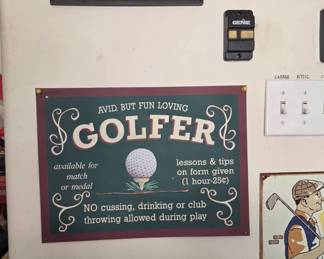 GENIE
AVID, BUT FUN LOVING
GOLFER
available for
match
or medal
lessons & tips
on form given
(1 hour-25¢)
NO cussing, drinking or club
throwing allowed during play